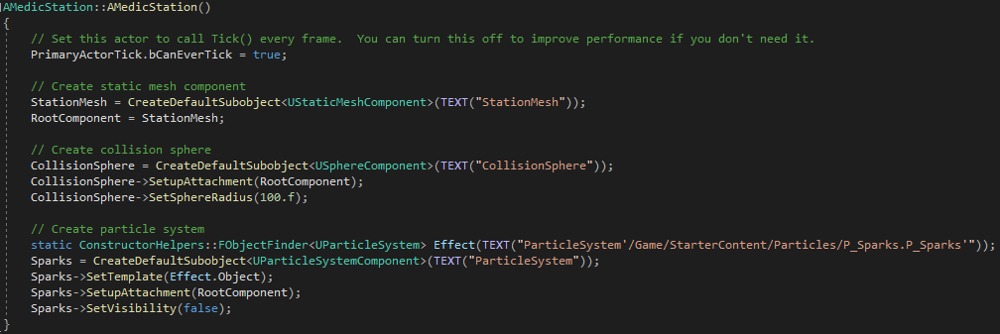 AMedicStation::AMedicStation()
{
// Set this actor to call Tick() every frame.  You can turn this off to improve performance if you don't need it.
PrimaryActorTick.bCanEverTick = true;
// Create static mesh component
StationMesh = CreateDefaultSubobject<UStaticMeshComponent>(TEXT("StationMesh"));
RootComponent = StationMesh;
// Create collision sphere
CollisionSphere = CreateDefaultSubobject<USphereComponent>(TEXT("CollisionSphere"));
CollisionSphere->SetupAttachment(RootComponent);
CollisionSphere->SetSphereRadius(100.f);
// Create particle system
static ConstructorHelpers::FObjectFinder<UParticleSystem> Effect(TEXT("ParticleSystem'/Game/StarterContent/Particles/P_Sparks.P_Sparks'"));
Sparks = CreateDefaultSubobject<UParticleSystemComponent>(TEXT("ParticleSystem"));
Sparks->SetTemplate(Effect.Object);
Sparks->SetupAttachment(RootComponent);
Sparks->SetVisibility(false);
}